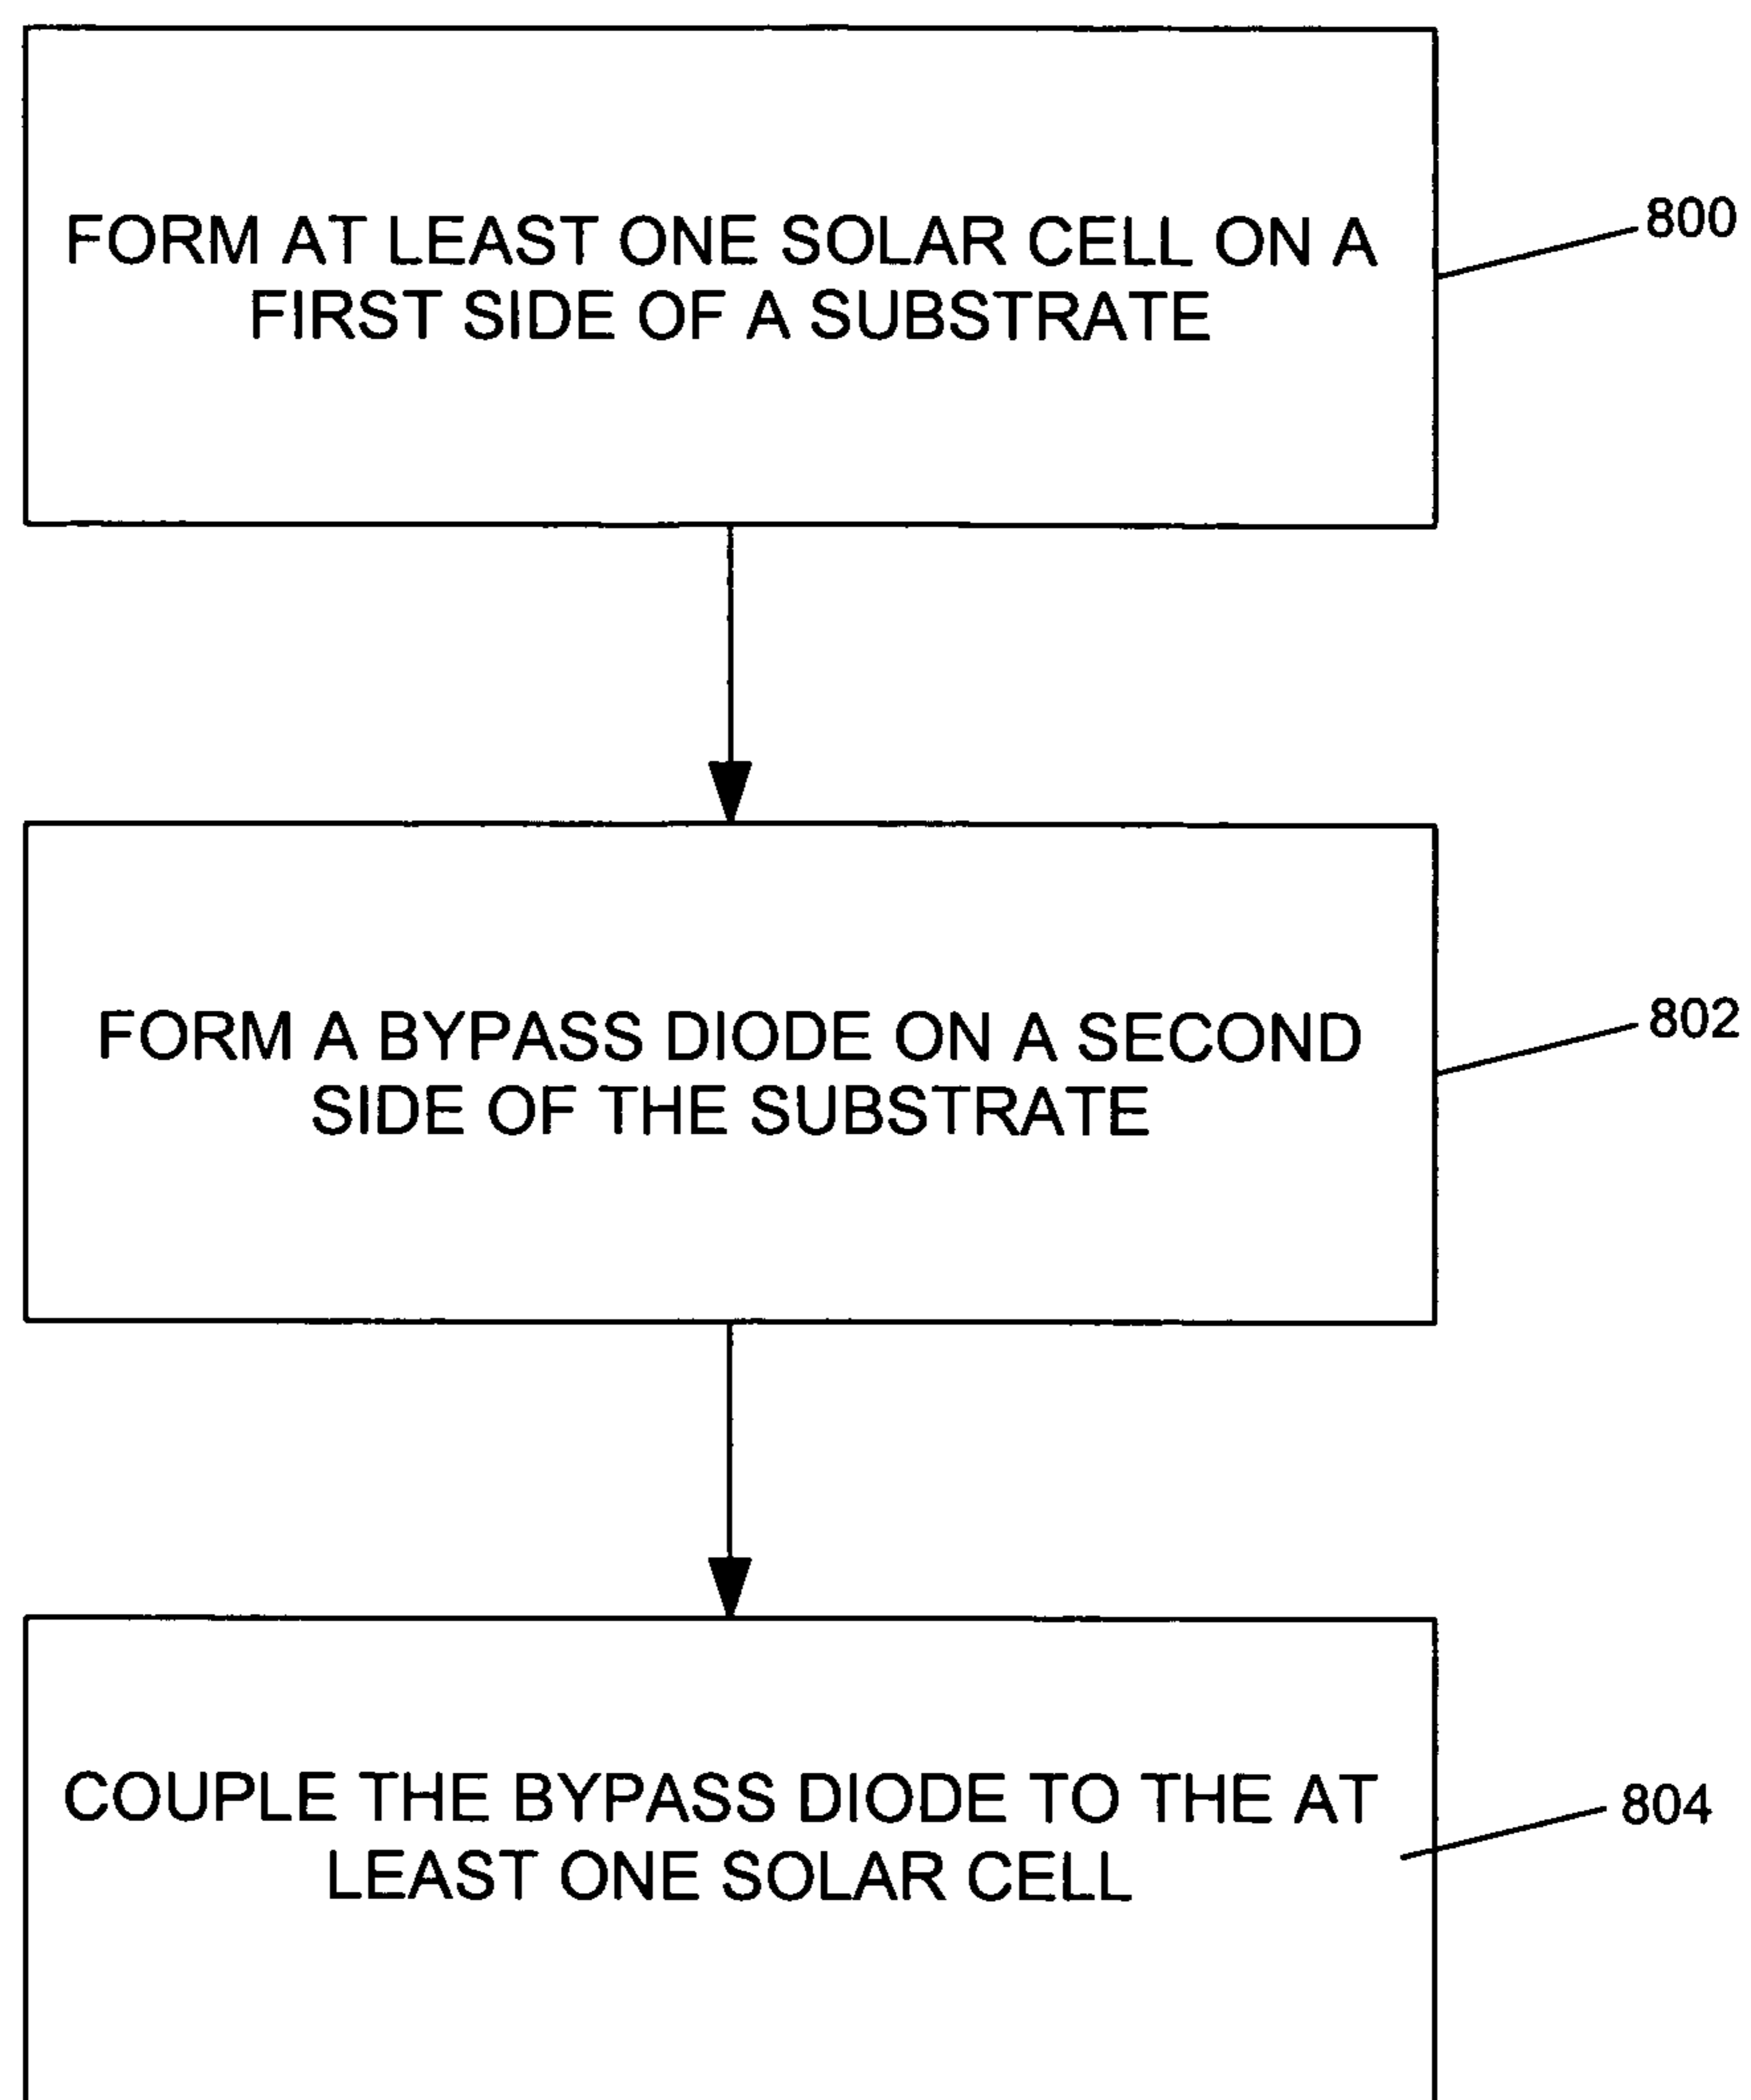 FORM AT LEAST ONE SOLAR CELL ON A
FIRST SIDE OF A SUBSTRATE
800
FORM A BYPASS DIODE ON A SECOND
SIDE OF THE SUBSTRATE
802
COUPLE THE BYPASS DIODE TO THE AT
LEAST ONE SOLAR CELL
804